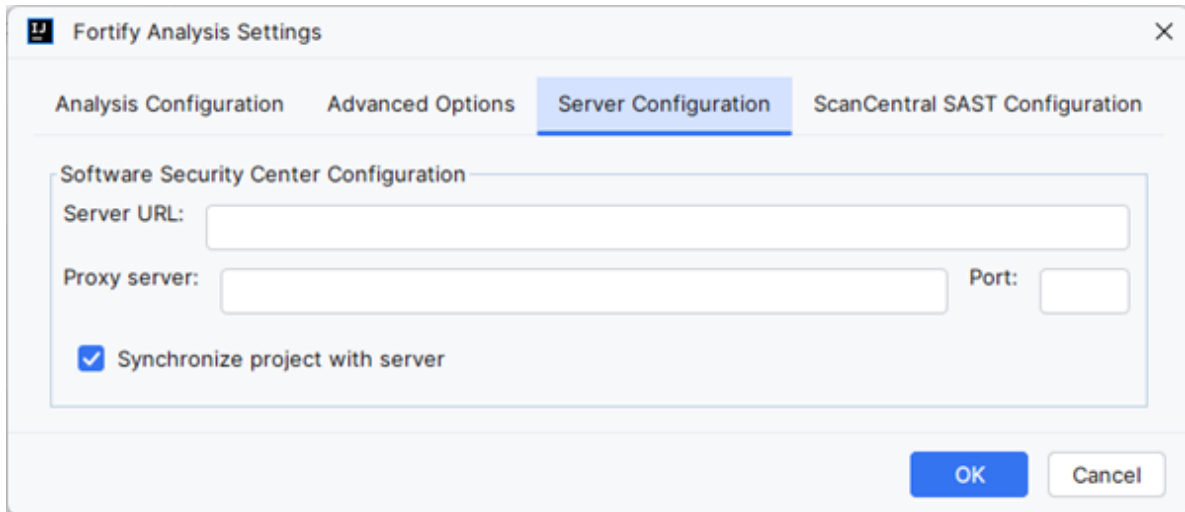 IJ
Fortify Analysis Settings
Analysis Configuration Advanced Options Server Configuration ScanCentral SAST Configuration
Software Security Center Configuration
Server URL:
Proxy server: Port:
Synchronize project with server
OK Cancel